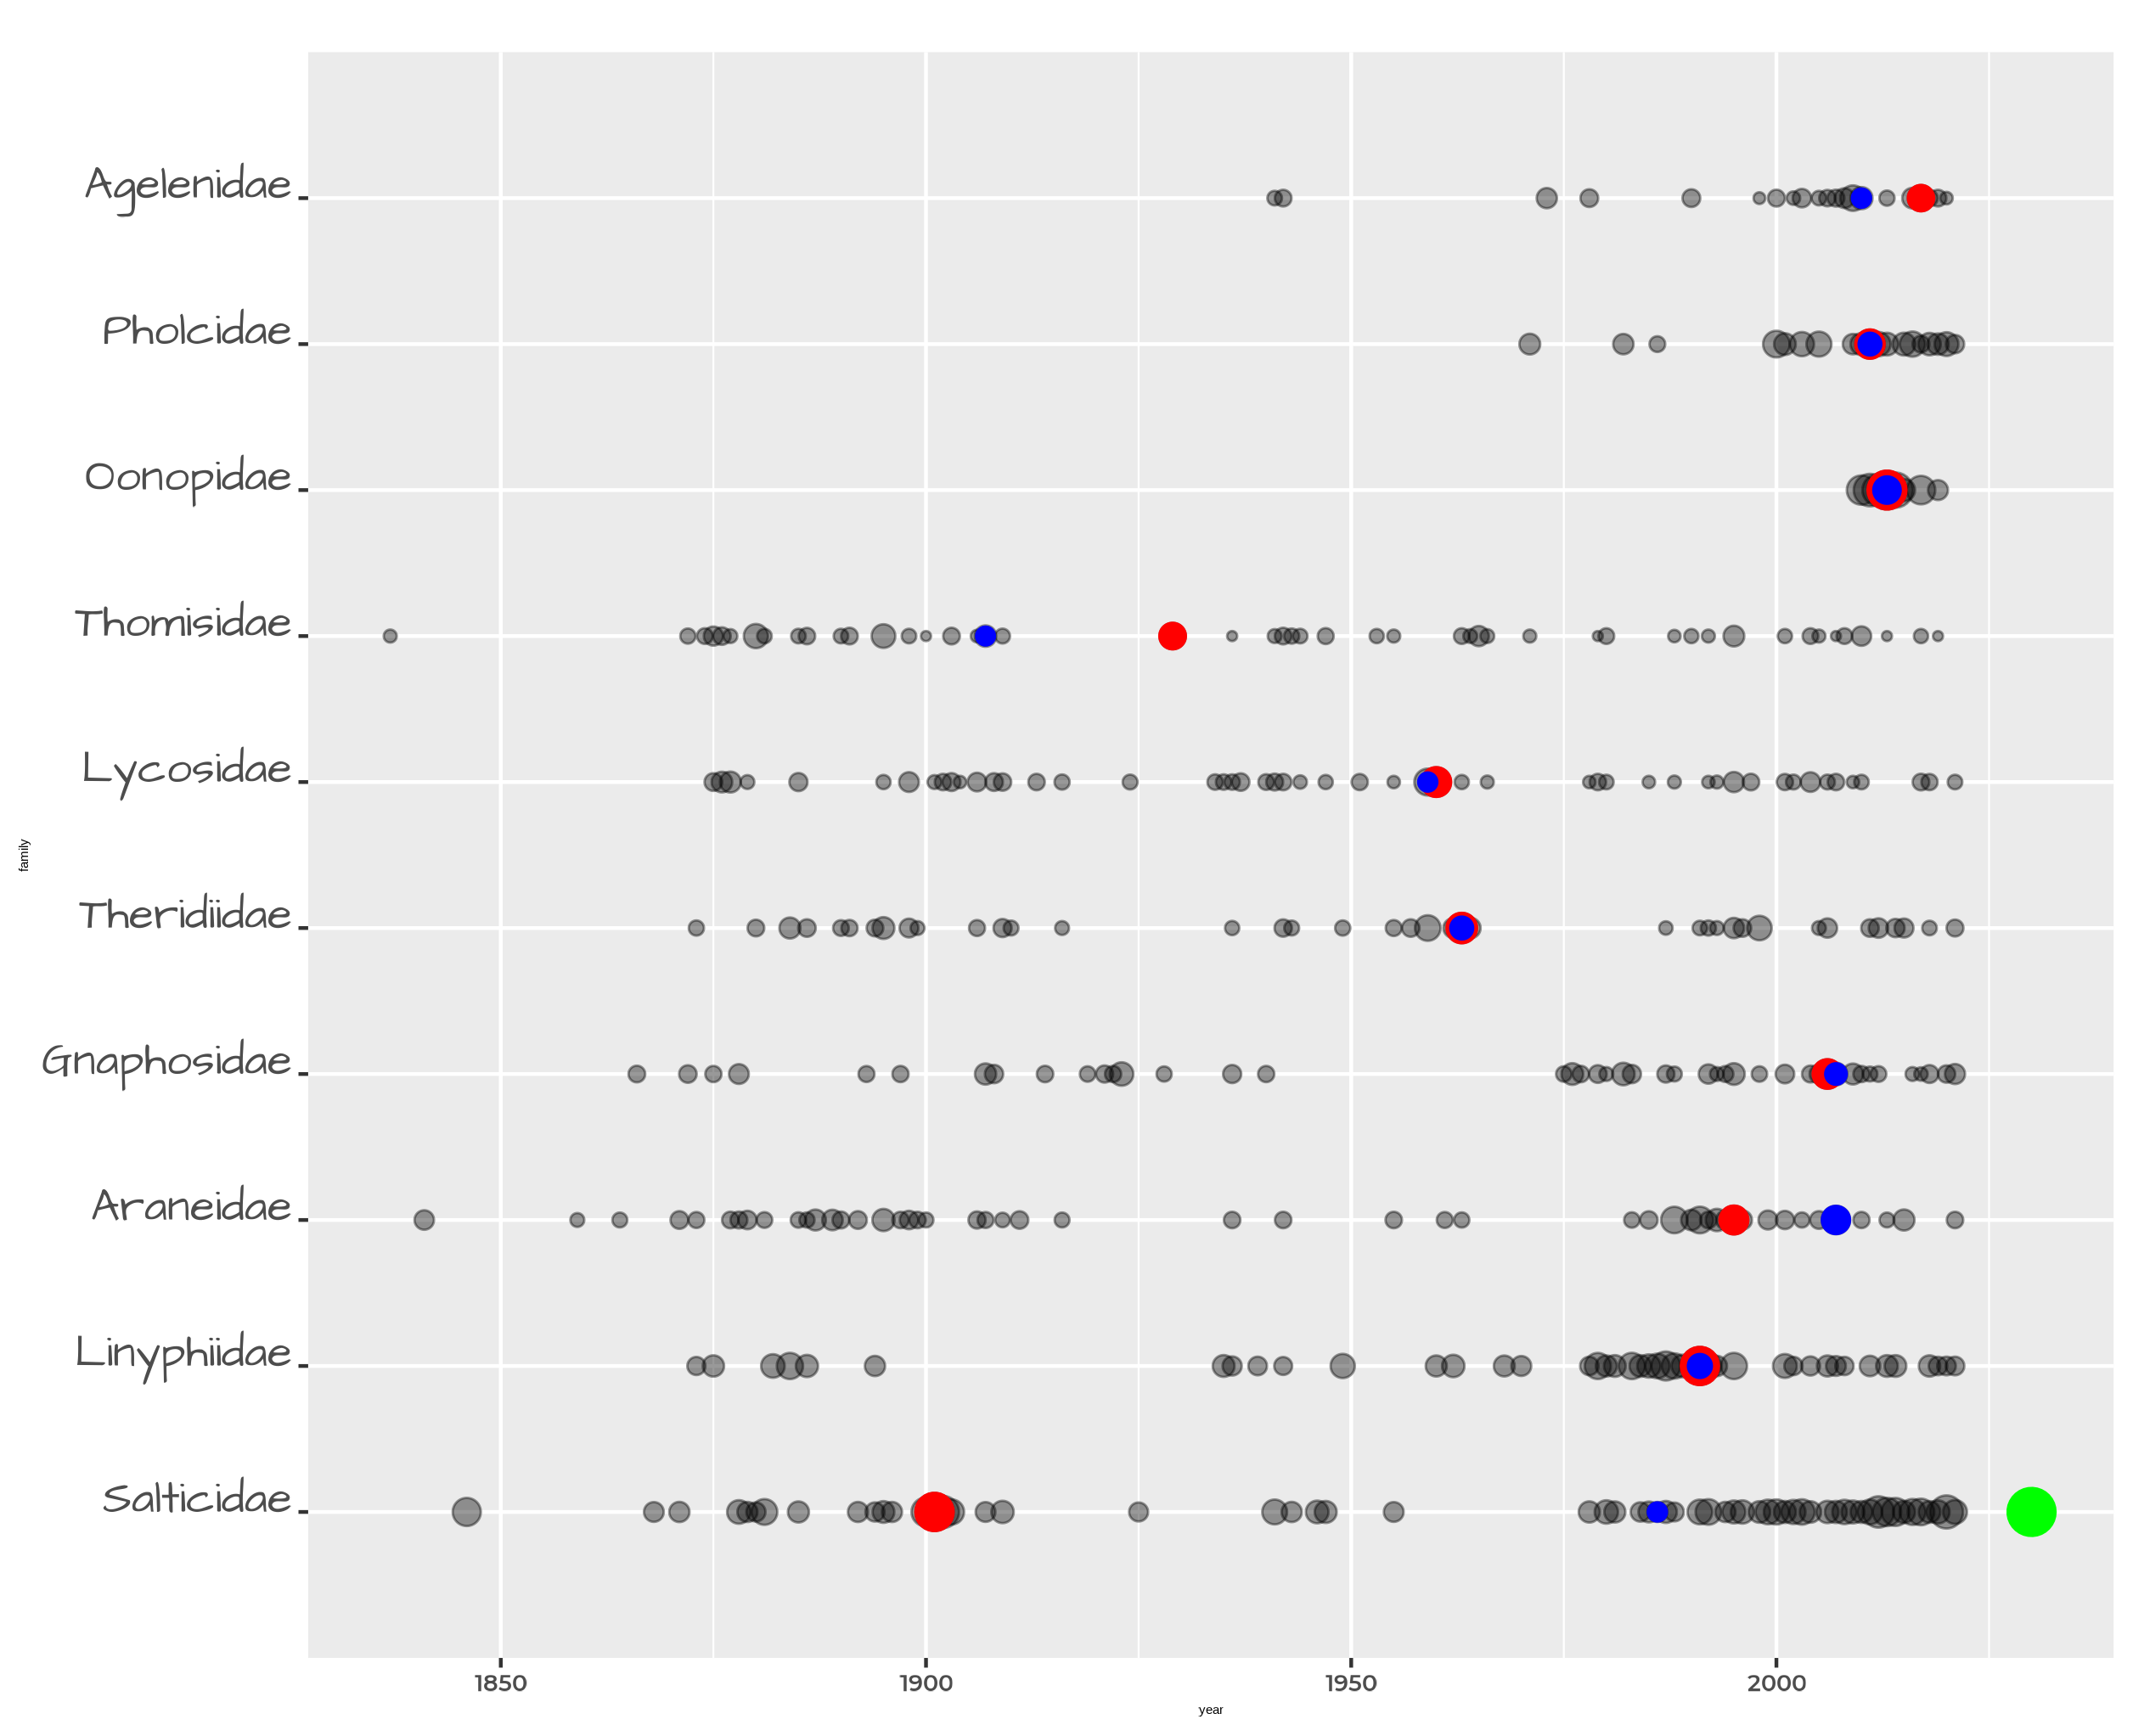 Agelenidae
Pholcidae
Oonopidae
Thomisidae
Lycosidae
Theridiidae
Gnaphosidae
Araneidae
Linyphiidae
Salticidae
family
1850 1900 1950 2000
year